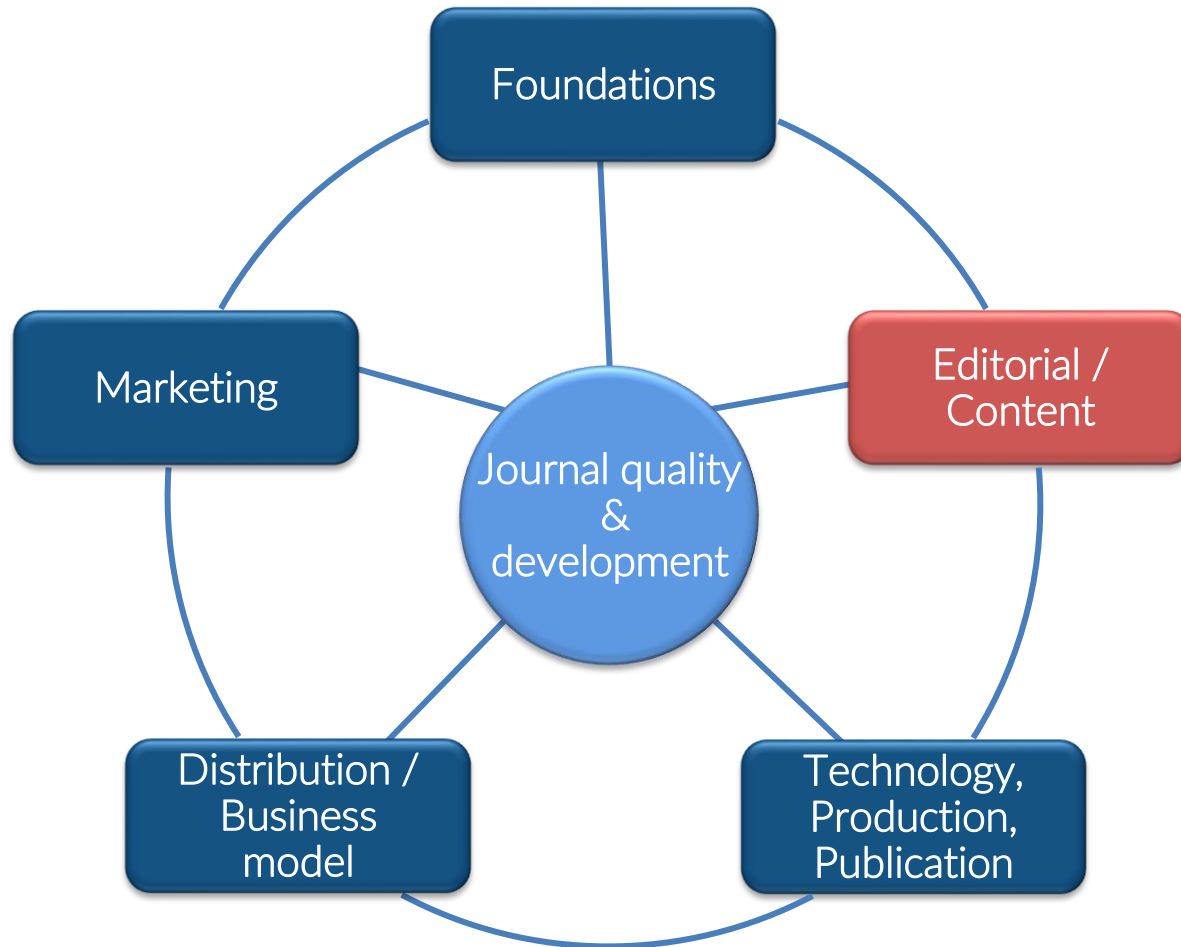 Foundations
Marketing
Editorial /
Content
Journal quality
&
development
Distribution /
Business
model
Technology,
Production,
Publication